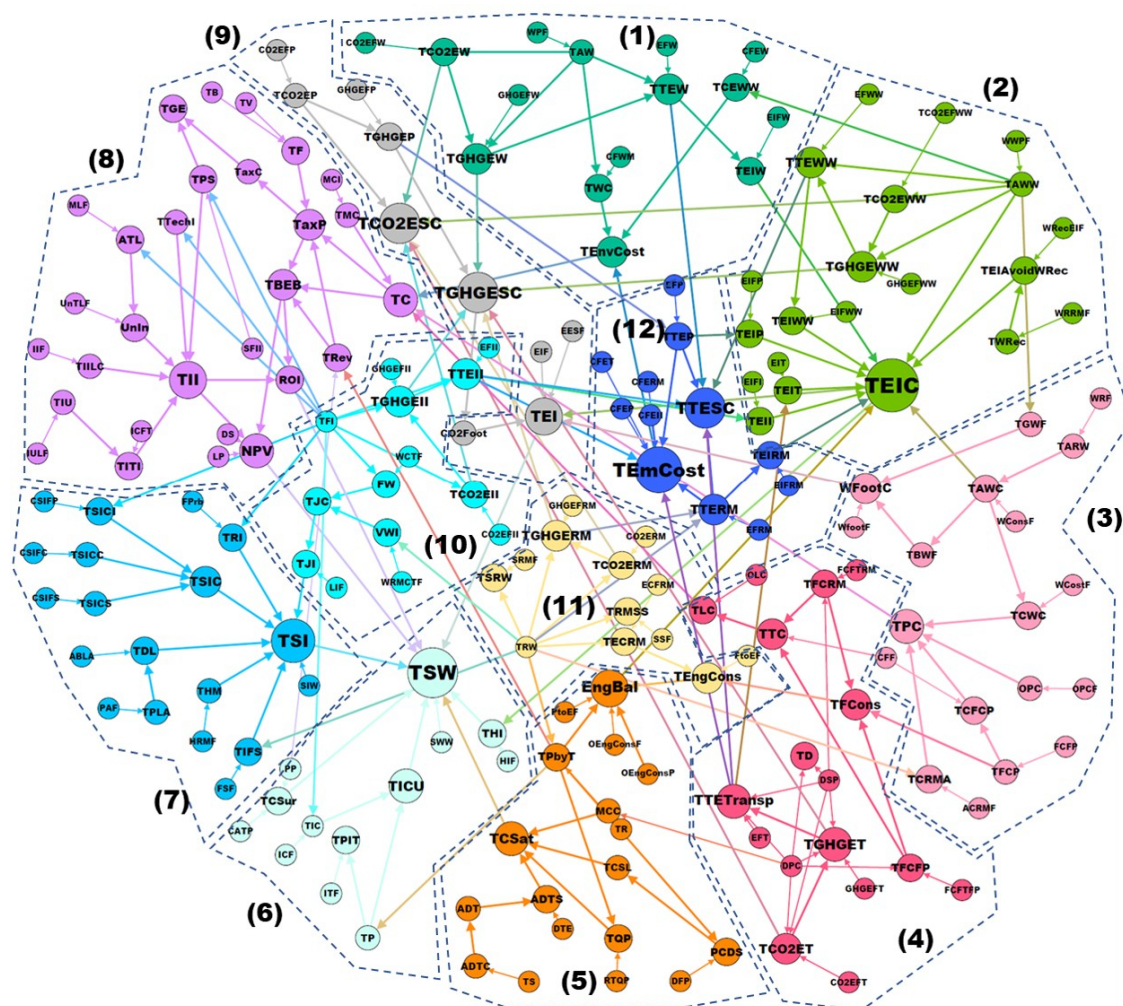 (9)
CO2EFW
WPF
(1)
CO2EFP
TCO2EW
TAW
EFW
CFEW
TCO2EP
TTEW
TCEWW
(2)
TB
TV
GHGEFP
GHGEFW
EFWW
TGE
TCO2EFWW
TGHGEP
EIFW
WWPF
TF
TGHGEW
CFWM
TEIW
TTEWW
(8)
TPS
TaxC
MCI
TWC
TAWW
TCO2EWW
MLF
TTechI
TMC
TCO2ESC
WRecEIF
ATL
TaxP
TEnvCost
TGHGEWW
TEIAvoidWRec
GHGEFWW
TBEB
TC
TGHGESC
EFP
EIFP
UnTLF
UnIn
TEIWW
EIFWW
WRRMF
(12)
TTEP
TEIP
TWRec
IIF
TIILC
SFII
TRev
EFII
EIF
EESF
CFET
EIT
TII
ROI
TTEII
CFERM
EIFI
TEIT
TEIC
GHGEFII
TIU
TGHGEII
TEI
CFEP
CFEII
TTESC
TEII
WRF
ICFT
TFI
TGWF
IULF
TITI
DS
LP
NPV
CO2Foot
TARW
WCTF
FW
TEmCost
TEIRM
WFootC
TAWC
EIFRM
CSIFP
TSICI
FPrb
TJC
TCO2EII
TTERM
WfootF
WConsF
(3)
GHGEFRM
TRI
VWI
CO2EFII
TGHGERM
CO2ERM
EFRM
TBWF
CSIFC
TSICC
(10)
SRMF
TSIC
TJI
LIF
WRMCTF
TSRW
TCO2ERM
OLC
TFCRM
FCFTRM
CSIFS
TSICS
ECFRM
WCostF
(11)
TRMSS
TLC
TPC
TCWC
TSI
TTC
ABLA
TDL
TRW
TECRM
SSF
CFF
FtoEF
TSW
TEngCons
SIW
THM
EngBal
OPC
OPCF
PAF
TPLA
TFCons
TCFCP
HRMF
TIFS
THI
SWW
PtoEF
OEngConsF
TPbyT
HIF
TD
FCFP
PP
OEngConsP
TFCP
FSF
TICU
TCRMA
TCSur
DSP
(7)
TTETransp
ACRMF
CATP
TIC
MCC
TR
TCSat
TPIT
EFT
TGHGET
ICF
TCSL
DPC
TFCFP
ITF
ADTS
GHGEFT
FCFTFP
ADT
(6)
DTE
TP
TQP
(4)
PCDS
TCO2ET
ADTC
TS
RTQP
DFP
CO2EFT
(5)